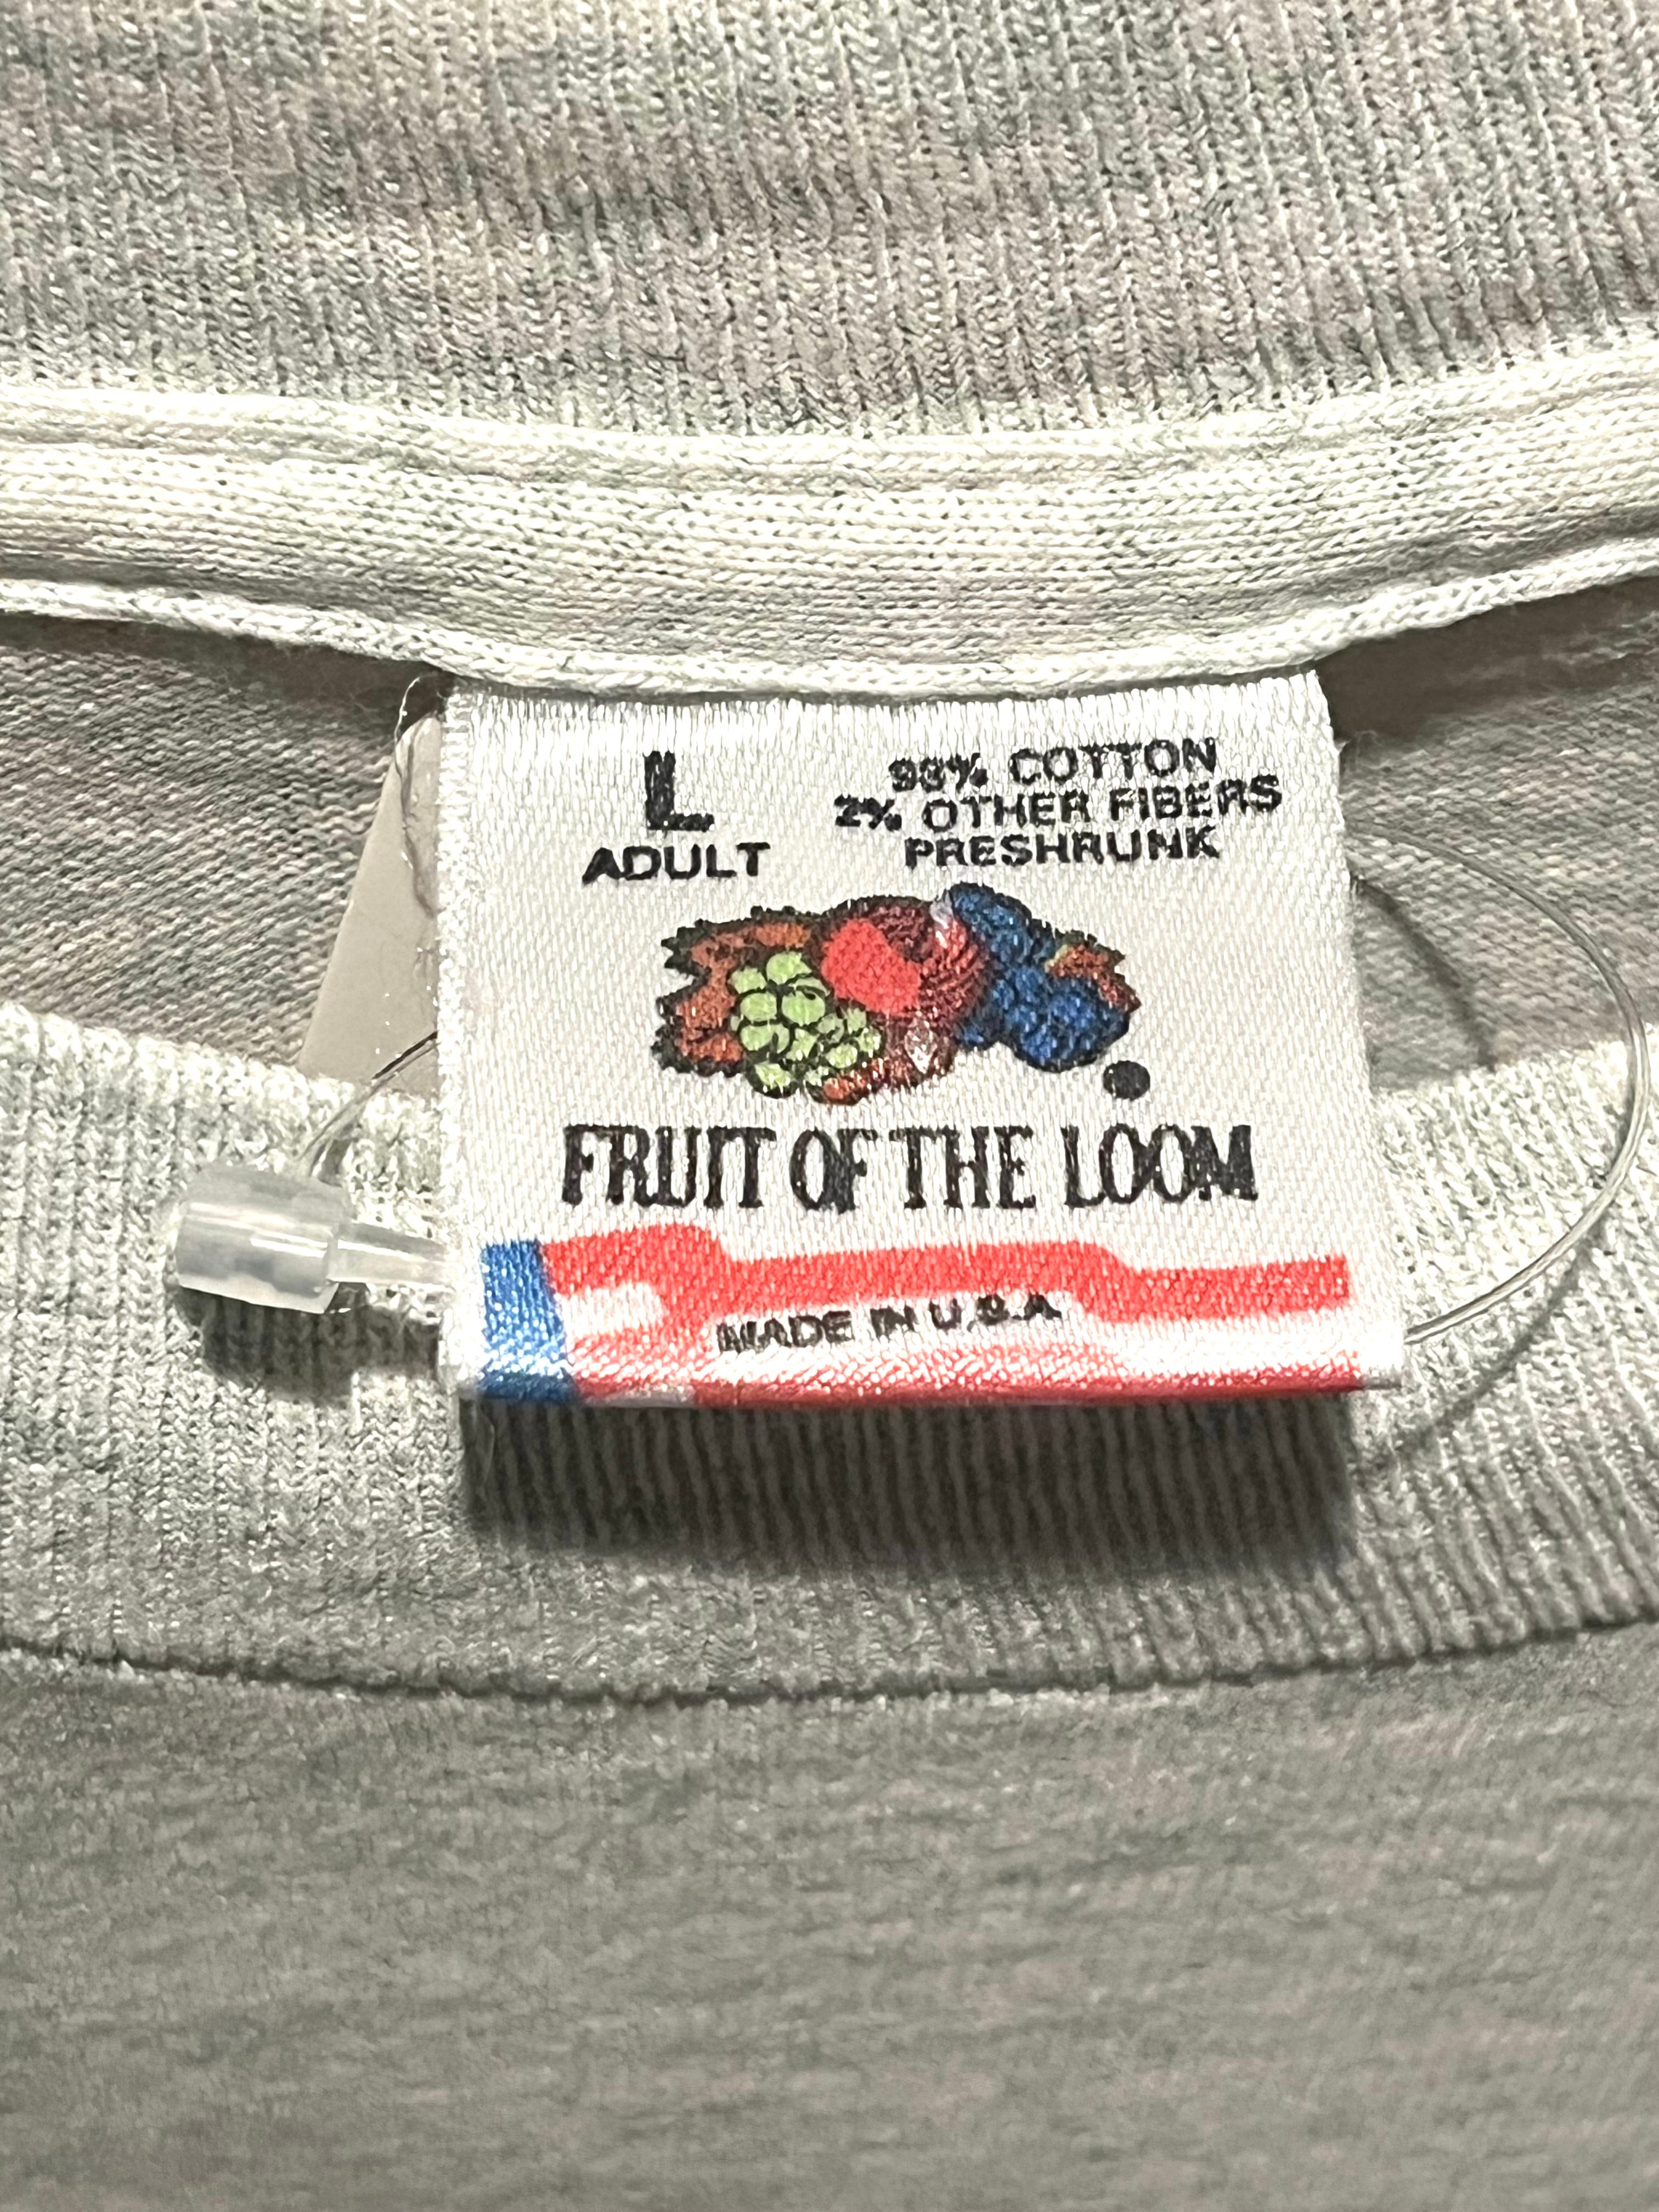 L
ADULT
98% COTTON
2% OTHER FIBERS
PRESHRUNK
FRUIT OF THE LOOM
MADE IN U.S.A.